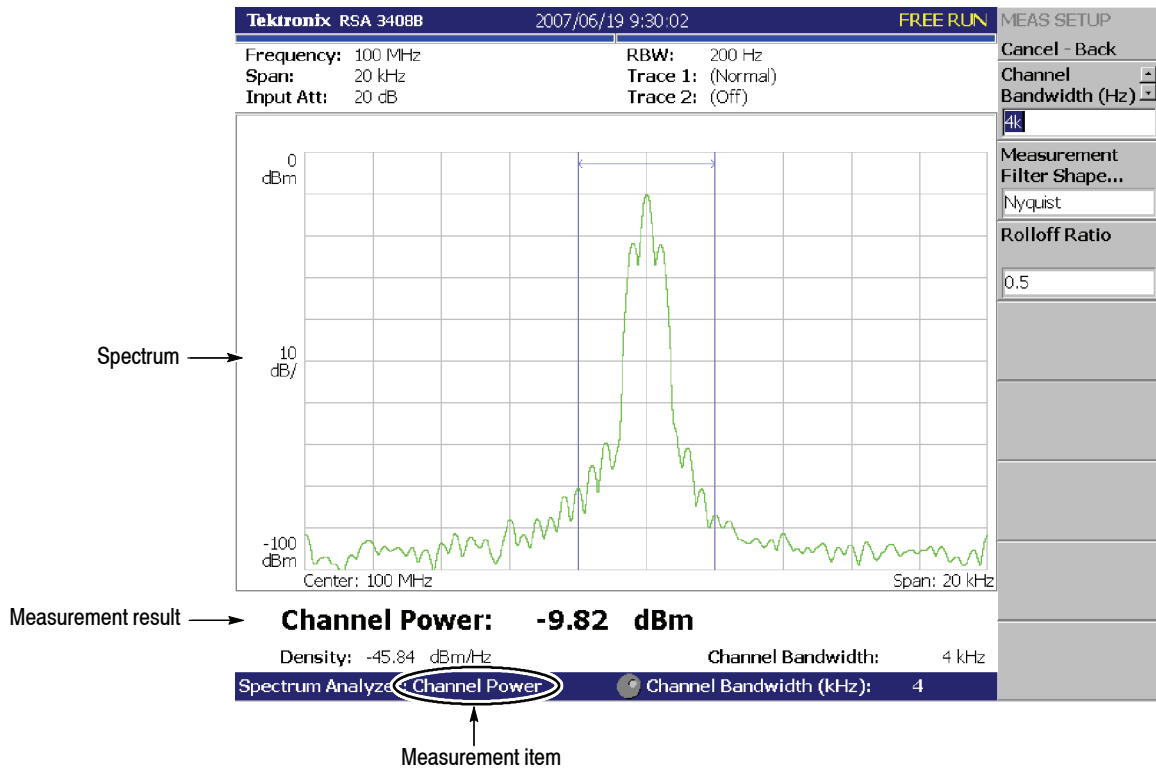 Tektronix RSA 3408B 2007/06/19 9:30:02 FREE RUN
Frequency: 100 MHz RBW: 200 Hz
Span: 20 kHz Trace 1: (Normal)
Input Att: 20 dB Trace 2: (Off)
MEAS SETUP
Cancel - Back
Channel
Bandwidth (Hz)
4k
Measurement
Filter Shape...
Nyquist
Rolloff Ratio
0.5
0
dBm
Spectrum
10
dB/
-100
dBm
Center: 100 MHz Span: 20 kHz
Measurement result
Channel Power: -9.82 dBm
Density: -45.84 dBm/Hz Channel Bandwidth: 4 kHz
Spectrum Analyzer: Channel Power Channel Bandwidth (kHz): 4
Measurement item